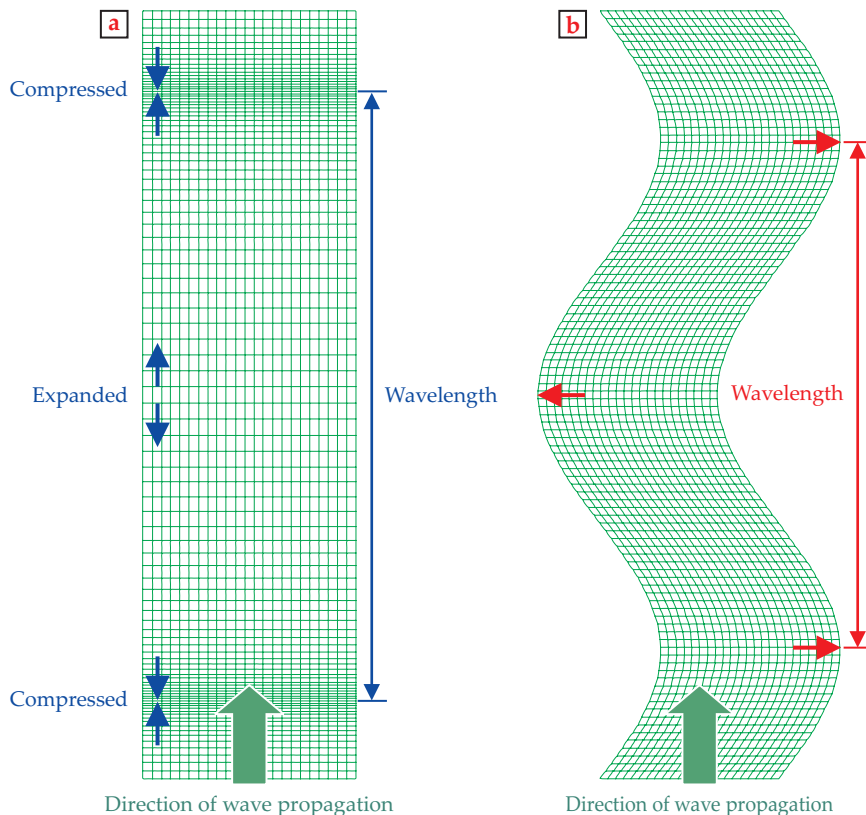 a
Compressed
Expanded
Wavelength
Compressed
Direction of wave propagation
b
Wavelength
Direction of wave propagation